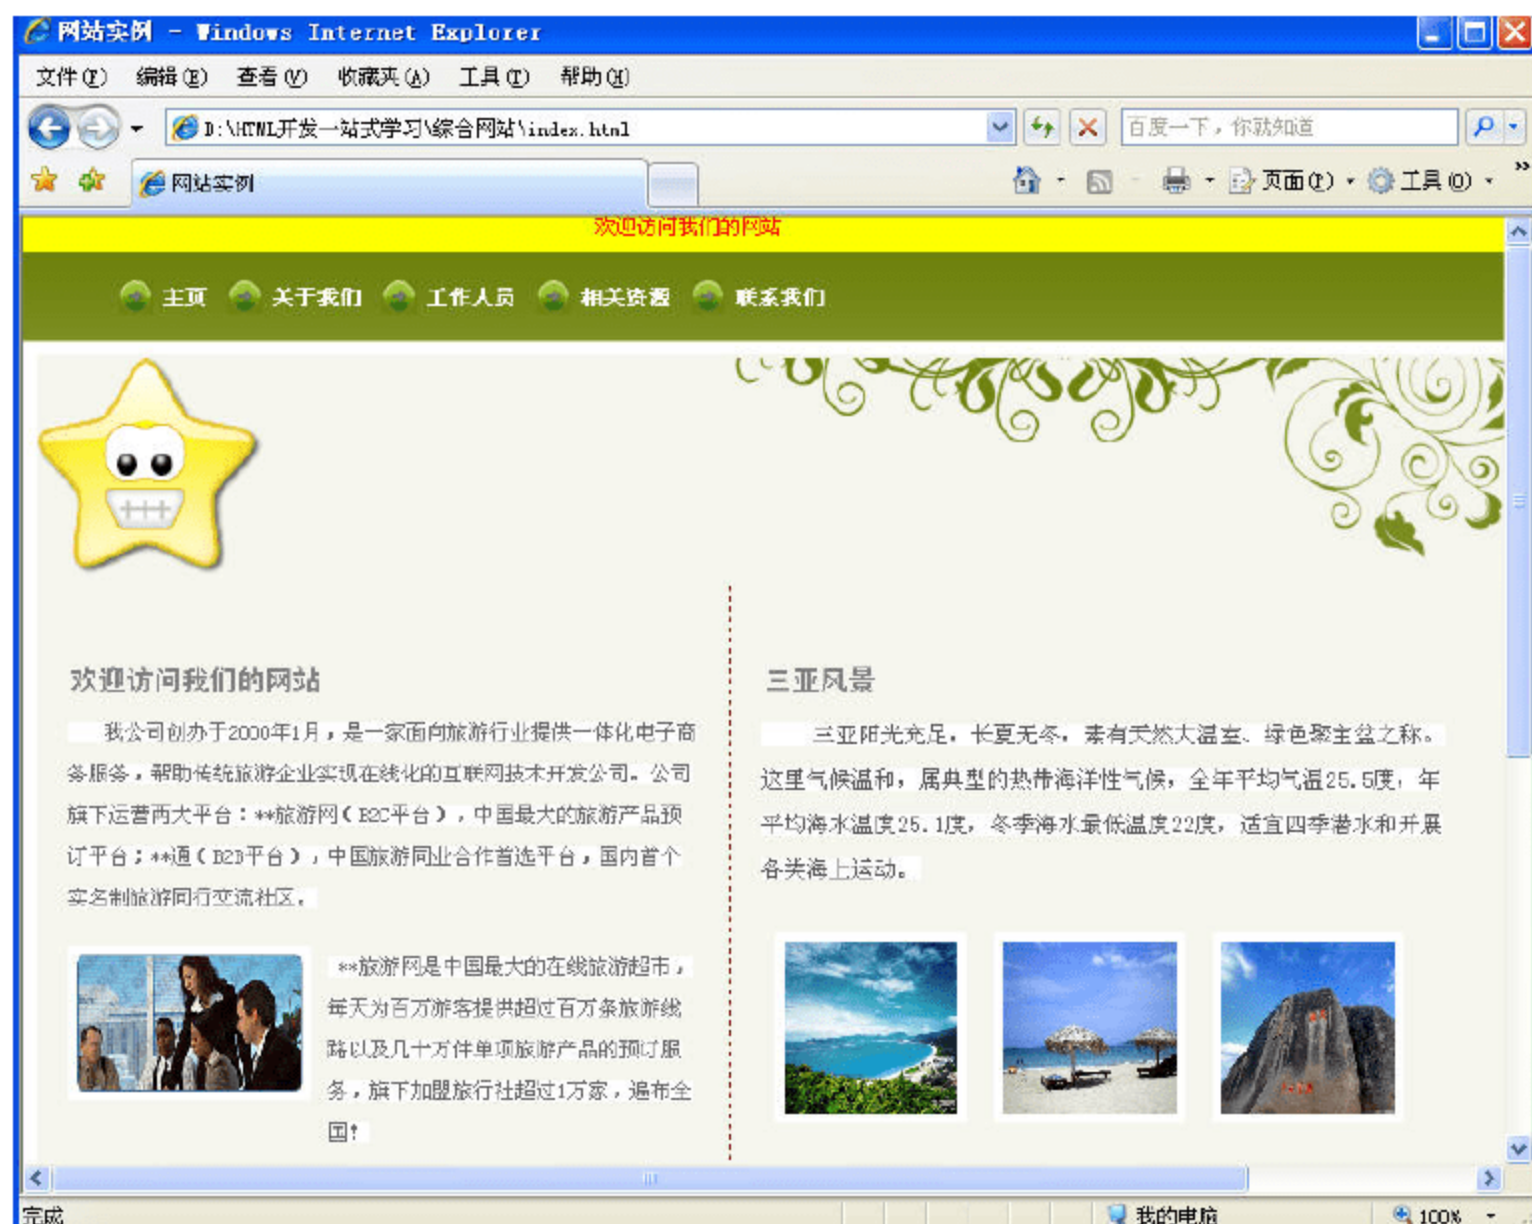 网站实例 - Windows Internet Explorer
文件(F) 编辑(E) 查看(V) 收藏夹(A) 工具(T) 帮助(H)
D:\HTML开发一站式学习\综合网站\index.html 百度一下，你就知道
网站实例 页面(P) 工具(O) »
欢迎访问我们的网站
主页 关于我们 工作人员 相关资源 联系我们
欢迎访问我们的网站
我公司创办于2000年1月，是一家面向旅游行业提供一体化电子商
务服务，帮助传统旅游企业实现在线化的互联网技术开发公司。公司
旗下运营两大平台：**旅游网（B2C平台），中国最大的旅游产品预
订平台；**通（B2B平台），中国旅游同业合作首选平台，国内首个
实名制旅游同行交流社区。
**旅游网是中国最大的在线旅游超市，
每天为百万游客提供超过百万条旅游线
路以及几十万件单项旅游产品的预订服
务，旗下加盟旅行社超过1万家，遍布全
国！
三亚风景
三亚阳光充足，长夏无冬，素有天然大温室、绿色聚宝盆之称。
这里气候温和，属典型的热带海洋性气候，全年平均气温25.5度，年
平均海水温度25.1度，冬季海水最低温度22度，适宜四季潜水和开展
各类海上运动。
完成 我的电脑 100%